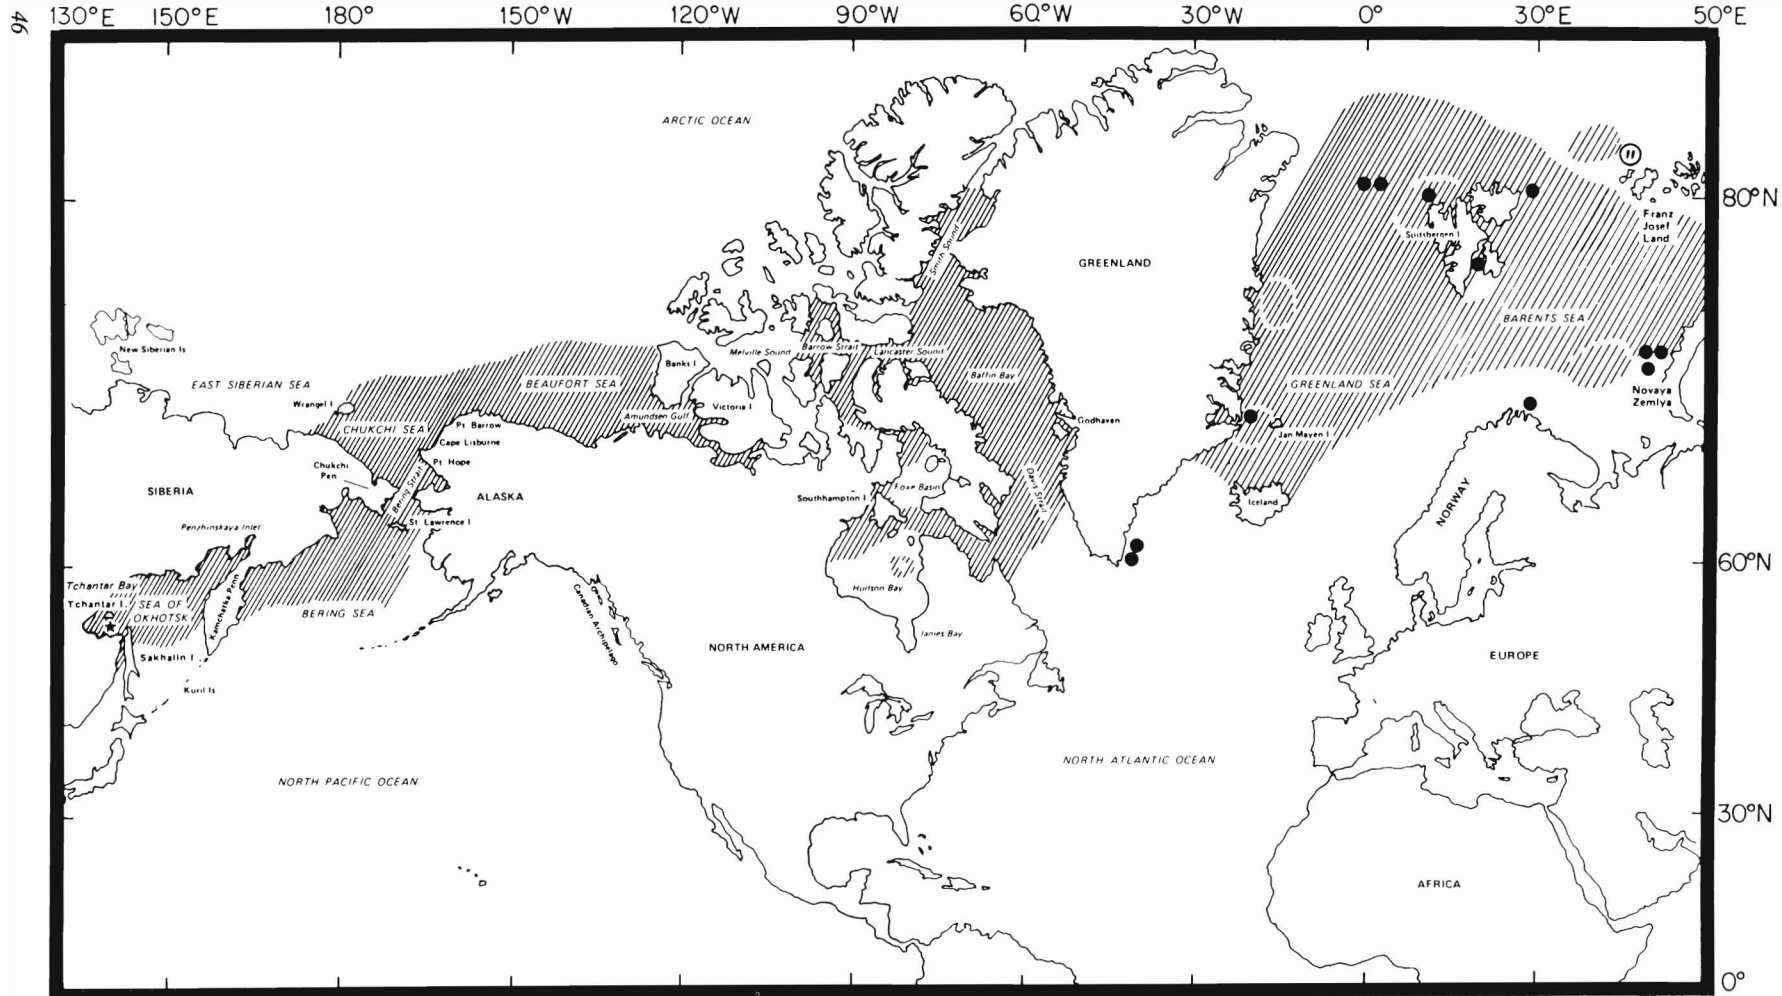 46
130°E 150°E 180° 150°W 120°W 90°W 60°W 30°W 0° 30°E 50°E
ARCTIC OCEAN
11
80°N
Franz
Josef
Land
Spitsbergen I
Smith Sound
GREENLAND
BARENTS SEA
New Siberian Is
Melville Sound
Barrow Strait
Lancaster Sound
Banks I
Baffin Bay
EAST SIBERIAN SEA
BEAUFORT SEA
GREENLAND SEA
Novaya
Zemlya
Wrangel I
Victoria I
Amundsen Gulf
CHUKCHI SEA
Pt Barrow
Godhaven
Jan Mayen I
Cape Lisburne
Pt Hope
Chukchi
Pen
Bering Strait
SIBERIA
ALASKA
Southhampton I
Foxe Basin
Davis Strait
Iceland
NORWAY
St Lawrence I
Penzhinskaya Inlet
60°N
Tchantar Bay
Tchantar I.
SEA OF
OKHOTSK
Kamchatka Penn
BERING SEA
Canadian Archipelago
Hudson Bay
James Bay
NORTH AMERICA
EUROPE
Sakhalin I
Kuril Is
NORTH PACIFIC OCEAN
NORTH ATLANTIC OCEAN
30°N
AFRICA
0°